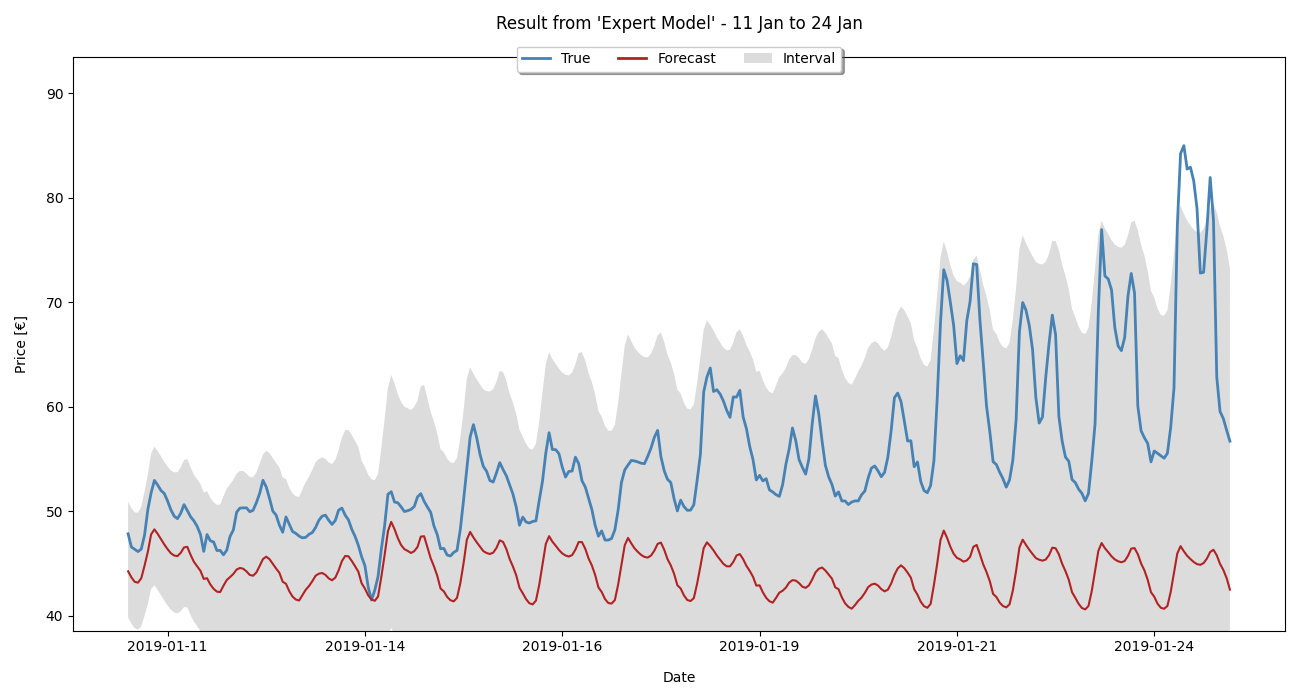 Result from 'Expert Model' - 11 Jan to 24 Jan
True Forecast Interval
90
80
70
60
50
40
Price [€]
2019-01-11 2019-01-14 2019-01-16 2019-01-19 2019-01-21 2019-01-24
Date